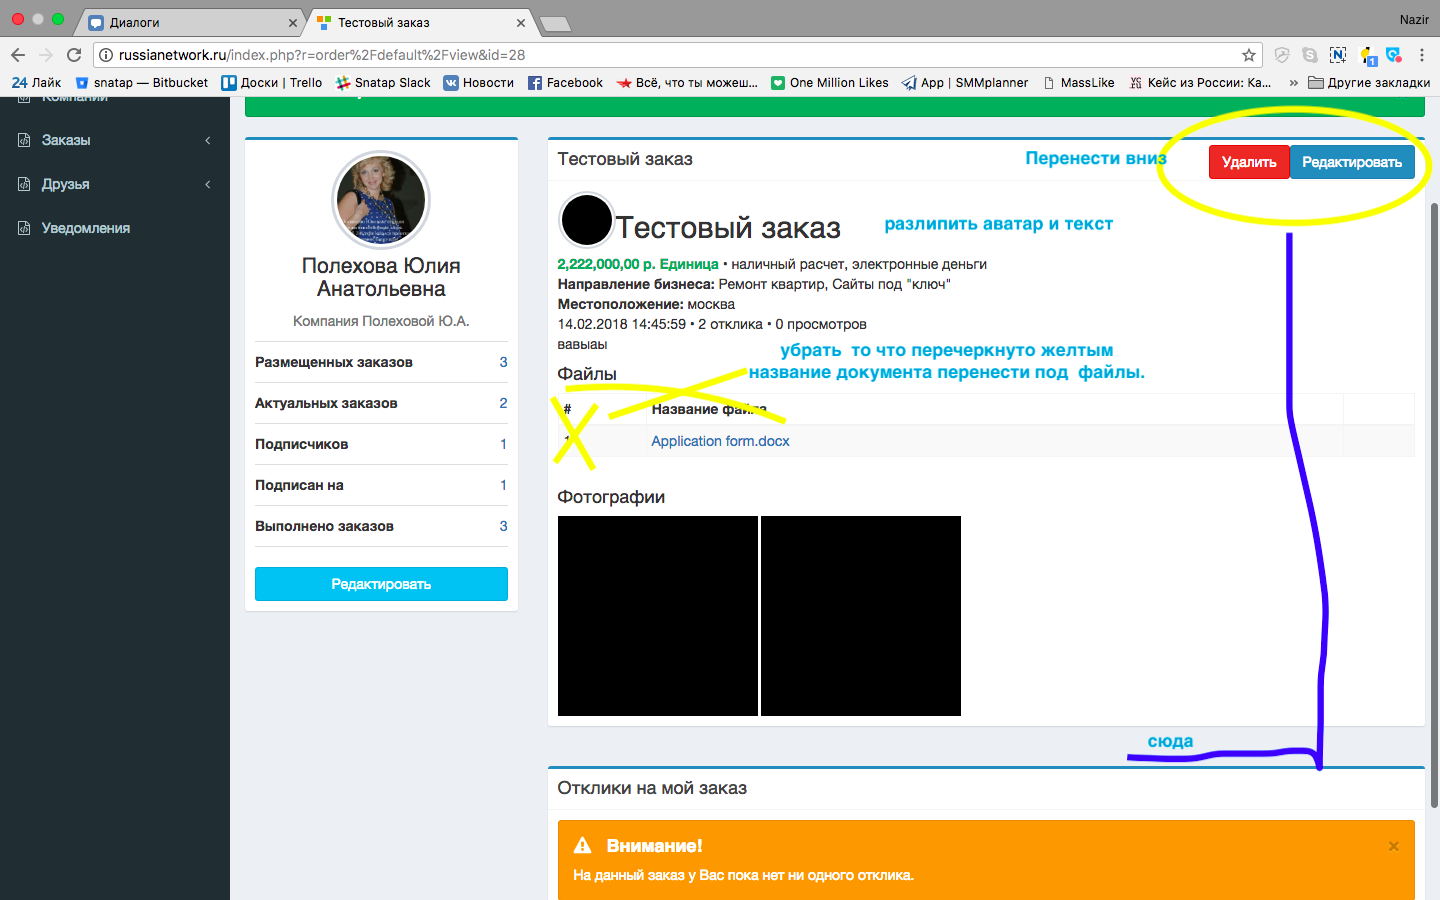 Диалоги
Тестовый заказ
Nazir
russianetwork.ru/index.php?r=order%2Fdefault%2Fview&id=28
24 Лайк
snatap — Bitbucket
Доски | Trello
Snatap Slack
Новости
Facebook
Всё, что ты можеш...
One Million Likes
App | SMMplanner
MassLike
Кейс из России: Ка...
»
Другие закладки
Компании
Заказы
Друзья
Уведомления
Полехова Юлия
Анатольевна
Компания Полеховой Ю.А.
Размещенных заказов 3
Актуальных заказов 2
Подписчиков 1
Подписан на 1
Выполнено заказов 3
Редактировать
Тестовый заказ
Перенести вниз
Удалить
Редактировать
Тестовый заказ
разлипить аватар и текст
2,222,000,00 р. Единица • наличный расчет, электронные деньги
Направление бизнеса: Ремонт квартир, Сайты под "ключ"
Местоположение: москва
14.02.2018 14:45:59 • 2 отклика • 0 просмотров
вавыаы
убрать то что перечеркнуто желтым
название документа перенести под файлы.
Файлы
# Название файла
1 Application form.docx
Фотографии
сюда
Отклики на мой заказ
Внимание!
×
На данный заказ у Вас пока нет ни одного отклика.